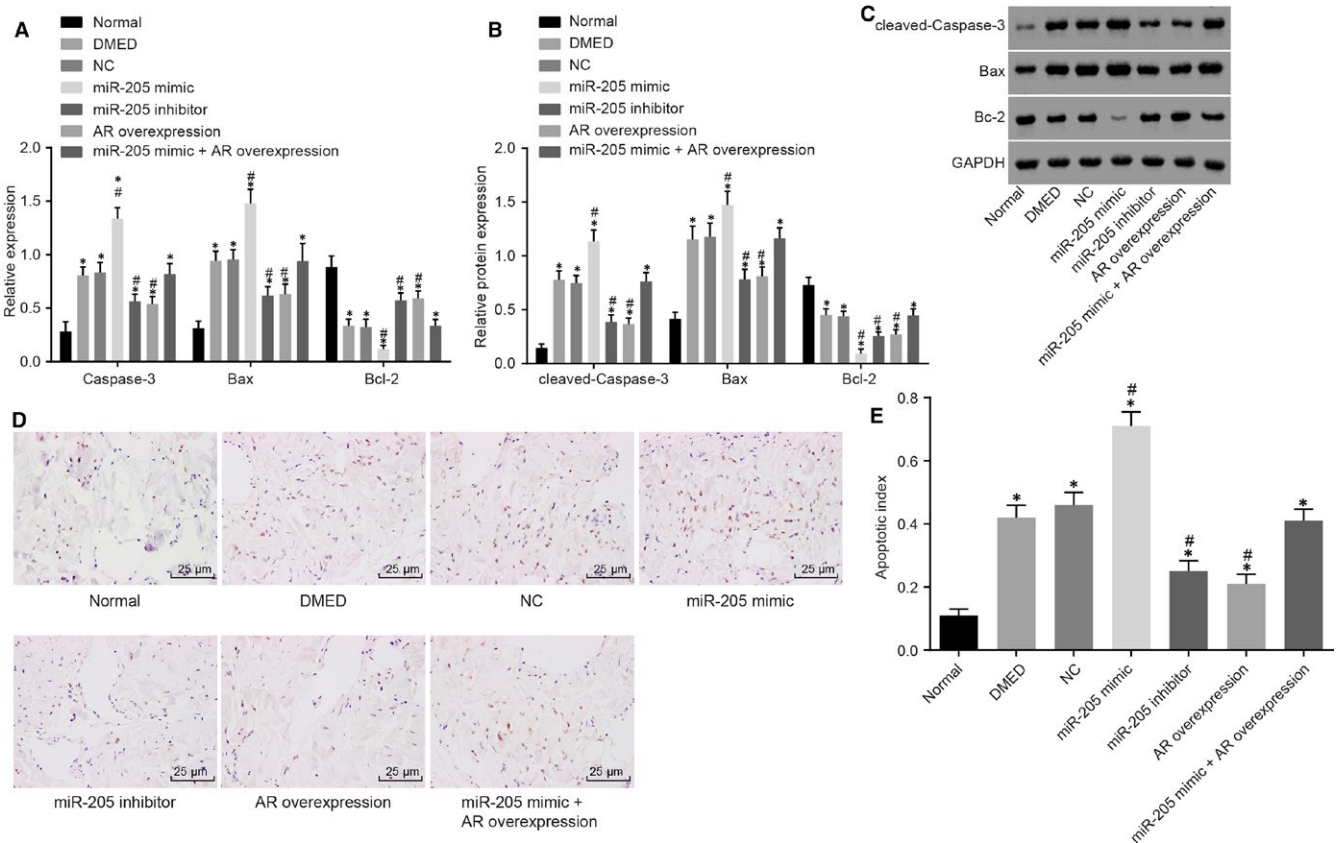 A
Normal
DMED
NC
miR-205 mimic
miR-205 inhibitor
AR overexpression
miR-205 mimic + AR overexpression
Relative expression
2.0
1.5
1.0
0.5
0.0
* # * * * # # * # * *
* * # * # * # * *
* * # * # * # * *
Caspase-3 Bax Bcl-2
B
Normal
DMED
NC
miR-205 mimic
miR-205 inhibitor
AR overexpression
miR-205 mimic + AR overexpression
Relative protein expression
2.0
1.5
1.0
0.5
0.0
* * # * # * # * *
* * # * # * # * *
* * # * # * # * *
cleaved-Caspase-3 Bax Bcl-2
C
cleaved-Caspase-3
Bax
Bc-2
GAPDH
Normal
DMED
NC
miR-205 mimic
miR-205 inhibitor
AR overexpression
miR-205 mimic + AR overexpression
D
25 µm 25 µm 25 µm 25 µm
Normal DMED NC miR-205 mimic
25 µm 25 µm 25 µm
miR-205 inhibitor AR overexpression miR-205 mimic +
AR overexpression
E
Apoptotic index
0.8
0.6
0.4
0.2
0.0
* * # * # * # * *
Normal
DMED
NC
miR-205 mimic
miR-205 inhibitor
AR overexpression
miR-205 mimic + AR overexpression